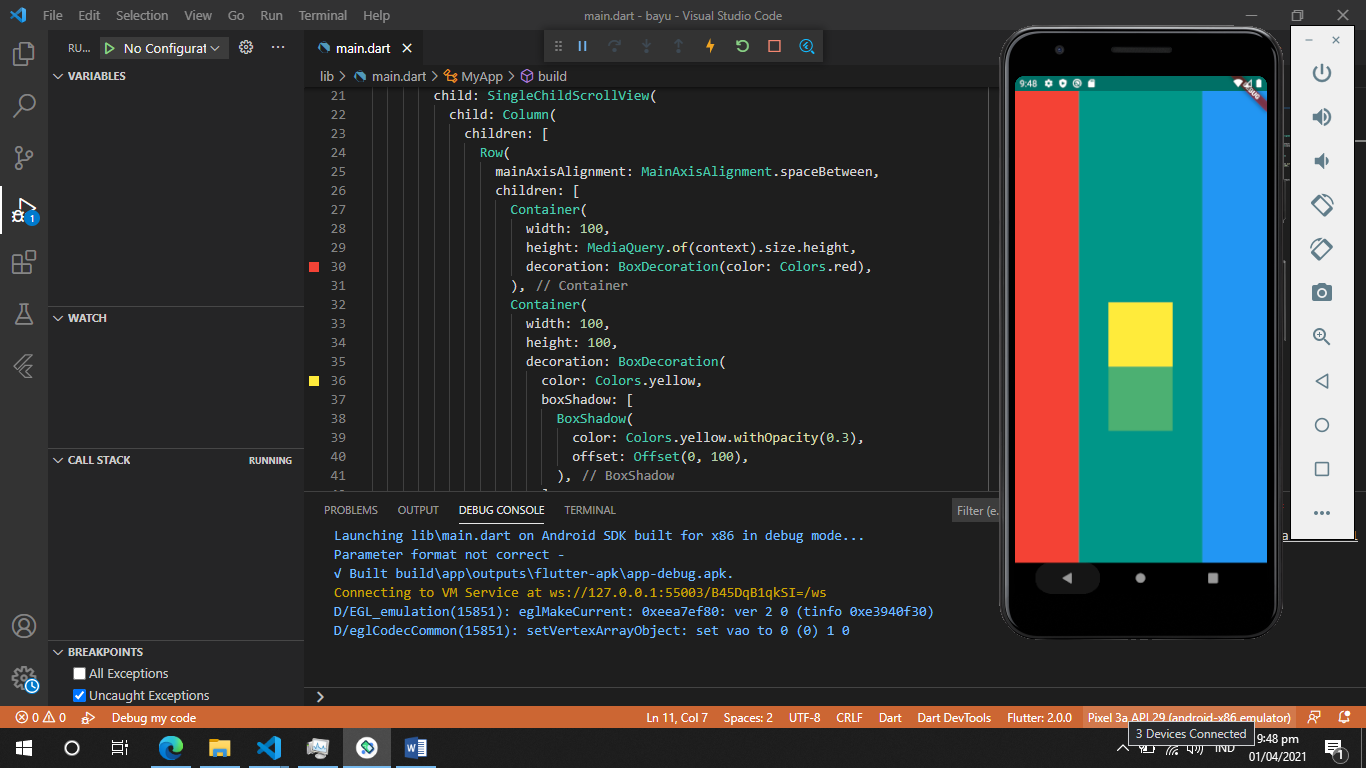 File Edit Selection View Go Run Terminal Help
main.dart - bayu - Visual Studio Code
RU... No Configurat
main.dart
lib > main.dart > MyApp > build
VARIABLES
WATCH
CALL STACK RUNNING
BREAKPOINTS
All Exceptions
Uncaught Exceptions
1
21 child: SingleChildScrollView(
22 child: Column(
23 children: [
24 Row(
25 mainAxisAlignment: MainAxisAlignment.spaceBetween,
26 children: [
27 Container(
28 width: 100,
29 height: MediaQuery.of(context).size.height,
30 decoration: BoxDecoration(color: Colors.red),
31 ), // Container
32 Container(
33 width: 100,
34 height: 100,
35 decoration: BoxDecoration(
36 color: Colors.yellow,
37 boxShadow: [
38 BoxShadow(
39 color: Colors.yellow.withOpacity(0.3),
40 offset: Offset(0, 100),
41 ), // BoxShadow
PROBLEMS OUTPUT DEBUG CONSOLE TERMINAL Filter (e.
Launching lib\main.dart on Android SDK built for x86 in debug mode...
Parameter format not correct -
√ Built build\app\outputs\flutter-apk\app-debug.apk.
Connecting to VM Service at ws://127.0.0.1:55003/B45DqB1qkSI=/ws
D/EGL_emulation(15851): eglMakeCurrent: 0xeea7ef80: ver 2 0 (tinfo 0xe3940f30)
D/eglCodecCommon(15851): setVertexArrayObject: set vao to 0 (0) 1 0
9:48
0 0 Debug my code Ln 11, Col 7 Spaces: 2 UTF-8 CRLF Dart Dart DevTools Flutter: 2.0.0 Pixel 3a API 29 (android-x86 emulator)
3 Devices Connected
IND
9:48 pm
01/04/2021
1